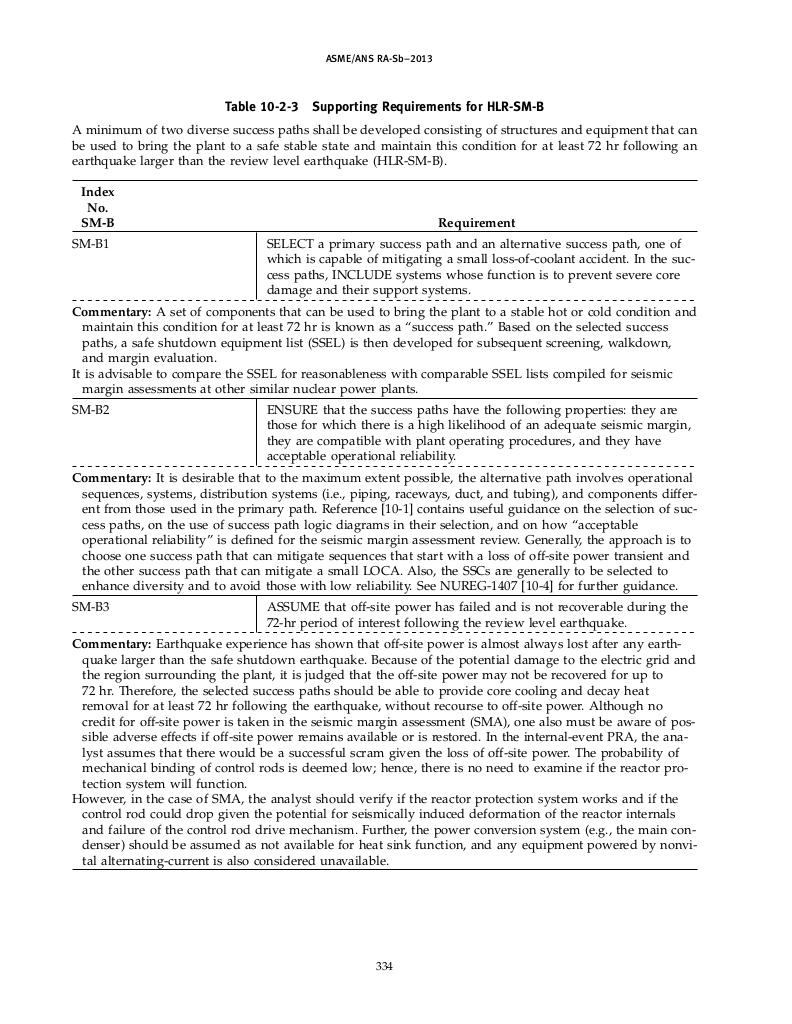 ASME/ANS RA-Sb–2013
Table 10-2-3 Supporting Requirements for HLR-SM-B
A minimum of two diverse success paths shall be developed consisting of structures and equipment that can
be used to bring the plant to a safe stable state and maintain this condition for at least 72 hr following an
earthquake larger than the review level earthquake (HLR-SM-B).
Index
No.
SM-B Requirement
SM-B1 SELECT a primary success path and an alternative success path, one of
which is capable of mitigating a small loss-of-coolant accident. In the suc-
cess paths, INCLUDE systems whose function is to prevent severe core
damage and their support systems.
Commentary: A set of components that can be used to bring the plant to a stable hot or cold condition and
maintain this condition for at least 72 hr is known as a “success path.” Based on the selected success
paths, a safe shutdown equipment list (SSEL) is then developed for subsequent screening, walkdown,
and margin evaluation.
It is advisable to compare the SSEL for reasonableness with comparable SSEL lists compiled for seismic
margin assessments at other similar nuclear power plants.
SM-B2 ENSURE that the success paths have the following properties: they are
those for which there is a high likelihood of an adequate seismic margin,
they are compatible with plant operating procedures, and they have
acceptable operational reliability.
Commentary: It is desirable that to the maximum extent possible, the alternative path involves operational
sequences, systems, distribution systems (i.e., piping, raceways, duct, and tubing), and components differ-
ent from those used in the primary path. Reference [10-1] contains useful guidance on the selection of suc-
cess paths, on the use of success path logic diagrams in their selection, and on how “acceptable
operational reliability” is defined for the seismic margin assessment review. Generally, the approach is to
choose one success path that can mitigate sequences that start with a loss of off-site power transient and
the other success path that can mitigate a small LOCA. Also, the SSCs are generally to be selected to
enhance diversity and to avoid those with low reliability. See NUREG-1407 [10-4] for further guidance.
SM-B3 ASSUME that off-site power has failed and is not recoverable during the
72-hr period of interest following the review level earthquake.
Commentary: Earthquake experience has shown that off-site power is almost always lost after any earth-
quake larger than the safe shutdown earthquake. Because of the potential damage to the electric grid and
the region surrounding the plant, it is judged that the off-site power may not be recovered for up to
72 hr. Therefore, the selected success paths should be able to provide core cooling and decay heat
removal for at least 72 hr following the earthquake, without recourse to off-site power. Although no
credit for off-site power is taken in the seismic margin assessment (SMA), one also must be aware of pos-
sible adverse effects if off-site power remains available or is restored. In the internal-event PRA, the ana-
lyst assumes that there would be a successful scram given the loss of off-site power. The probability of
mechanical binding of control rods is deemed low; hence, there is no need to examine if the reactor pro-
tection system will function.
However, in the case of SMA, the analyst should verify if the reactor protection system works and if the
control rod could drop given the potential for seismically induced deformation of the reactor internals
and failure of the control rod drive mechanism. Further, the power conversion system (e.g., the main con-
denser) should be assumed as not available for heat sink function, and any equipment powered by nonvi-
tal alternating-current is also considered unavailable.
334